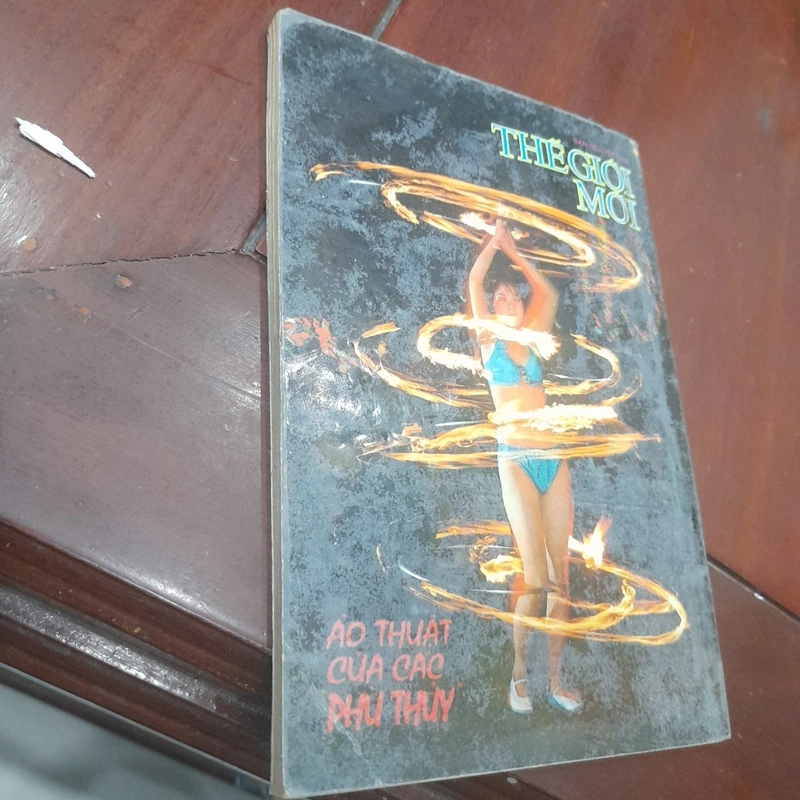 THẾ GIỚI
MỚI
ẢO THUẬT
CỦA CÁC
PHÙ THỦY